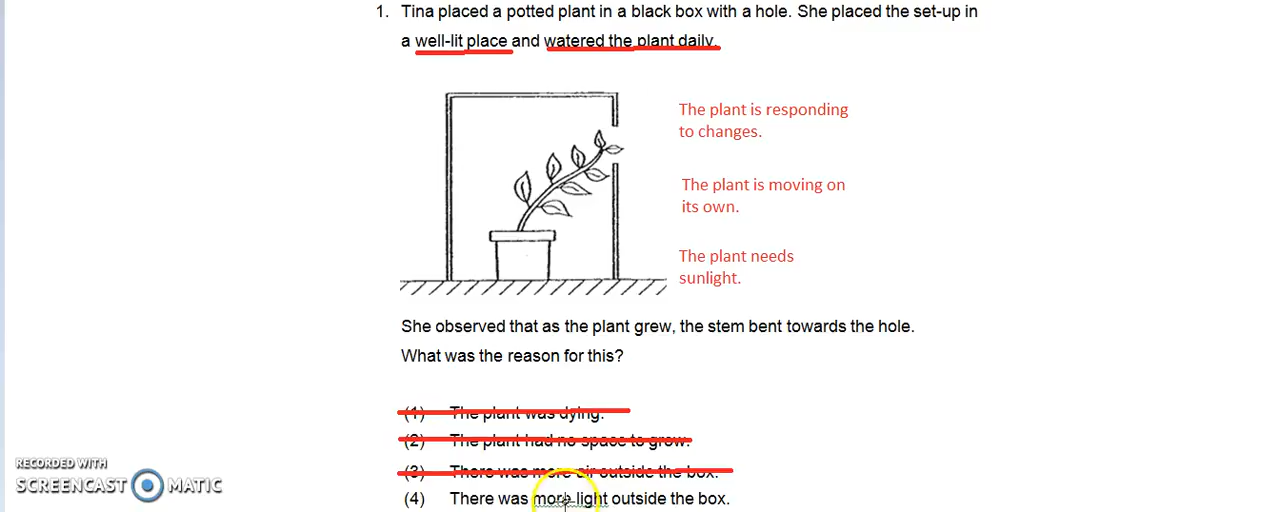 1. Tina placed a potted plant in a black box with a hole. She placed the set-up in
a well-lit place and watered the plant daily.
The plant is responding
to changes.
The plant is moving on
its own.
The plant needs
sunlight.
She observed that as the plant grew, the stem bent towards the hole.
What was the reason for this?
(1) The plant was dying.
(2) The plant had no space to grow.
(3) There was more air outside the box.
(4) There was more light outside the box.
RECORDED WITH
SCREENCAST MATIC